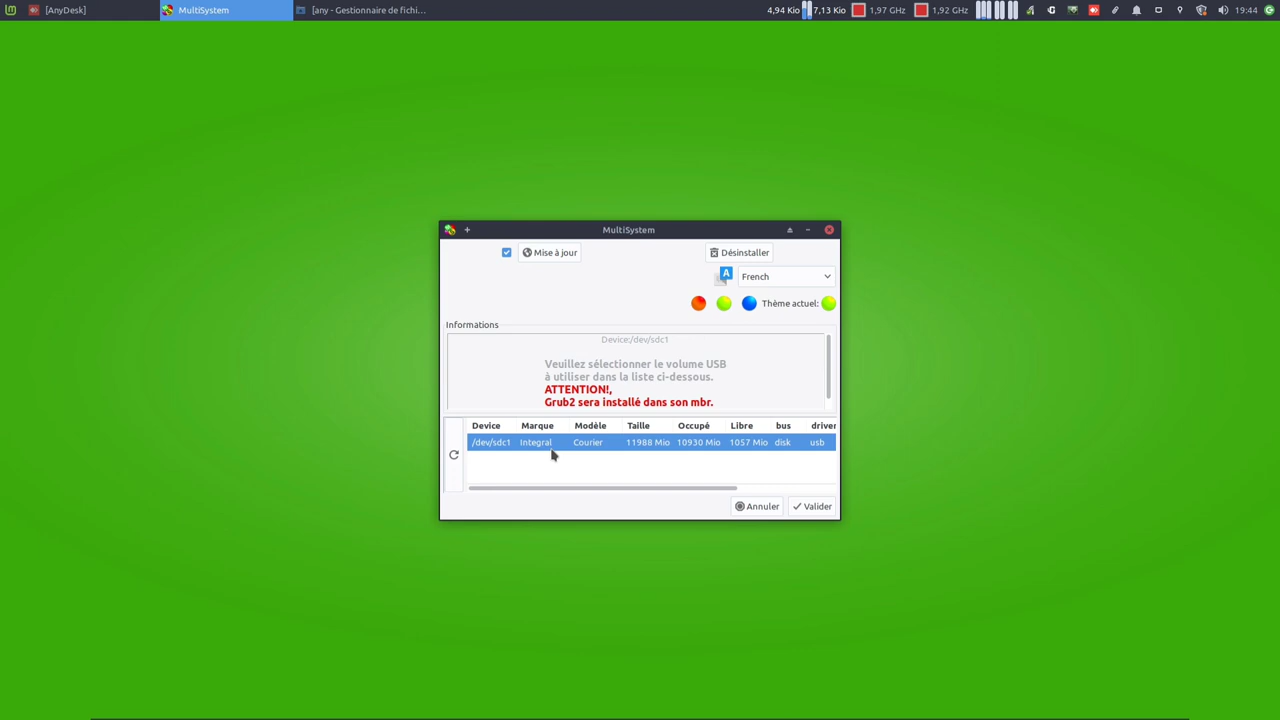 [AnyDesk]
MultiSystem
[any - Gestionnaire de fichi...
4,94 Kio
7,13 Kio
1,97 GHz
1,92 GHz
19:44
MultiSystem
Mise à jour
Désinstaller
A
French
Thème actuel:
Informations
Device:/dev/sdc1
Veuillez sélectionner le volume USB
à utiliser dans la liste ci-dessous.
ATTENTION!,
Grub2 sera installé dans son mbr.
Device Marque Modèle Taille Occupé Libre bus driver
/dev/sdc1 Integral Courier 11988 Mio 10930 Mio 1057 Mio disk usb
Annuler
Valider